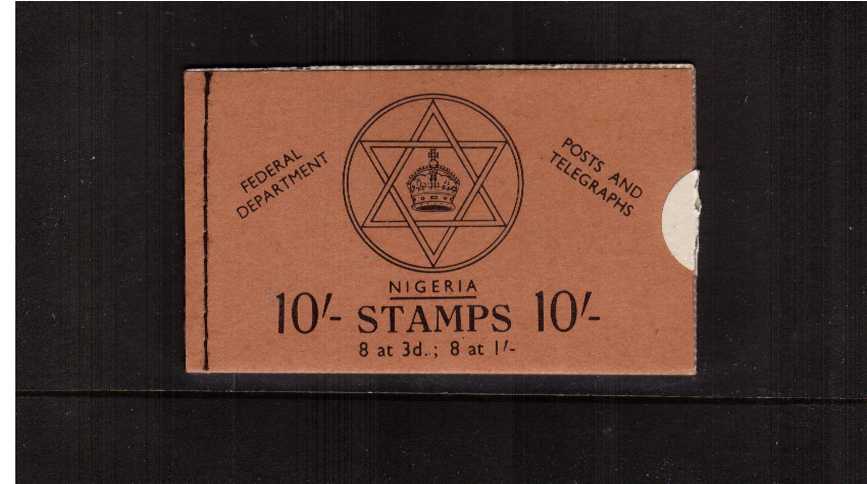 FEDERAL
DEPARTMENT
POSTS AND
TELEGRAPHS
NIGERIA
10/- STAMPS 10/-
8 at 3d.; 8 at 1/-